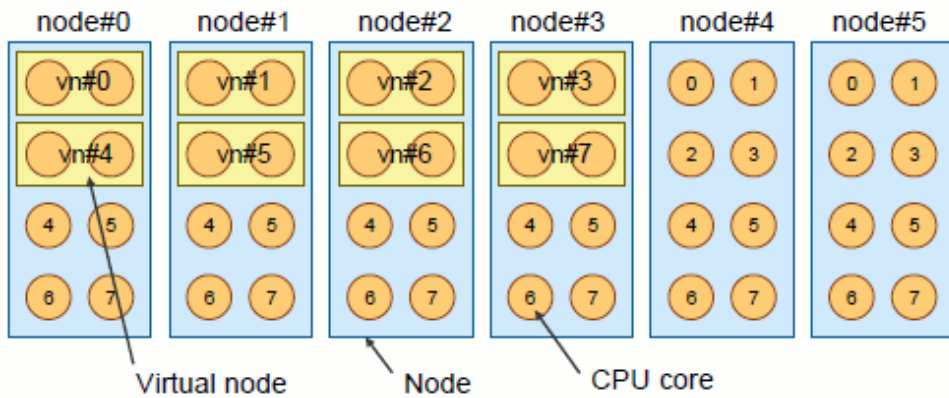 node#0 node#1 node#2 node#3 node#4 node#5
vn#0 vn#1 vn#2 vn#3 0 1 0 1
vn#4 vn#5 vn#6 vn#7 2 3 2 3
4 5 4 5 4 5 4 5 4 5 4 5
6 7 6 7 6 7 6 7 6 7 6 7
Virtual node Node CPU core